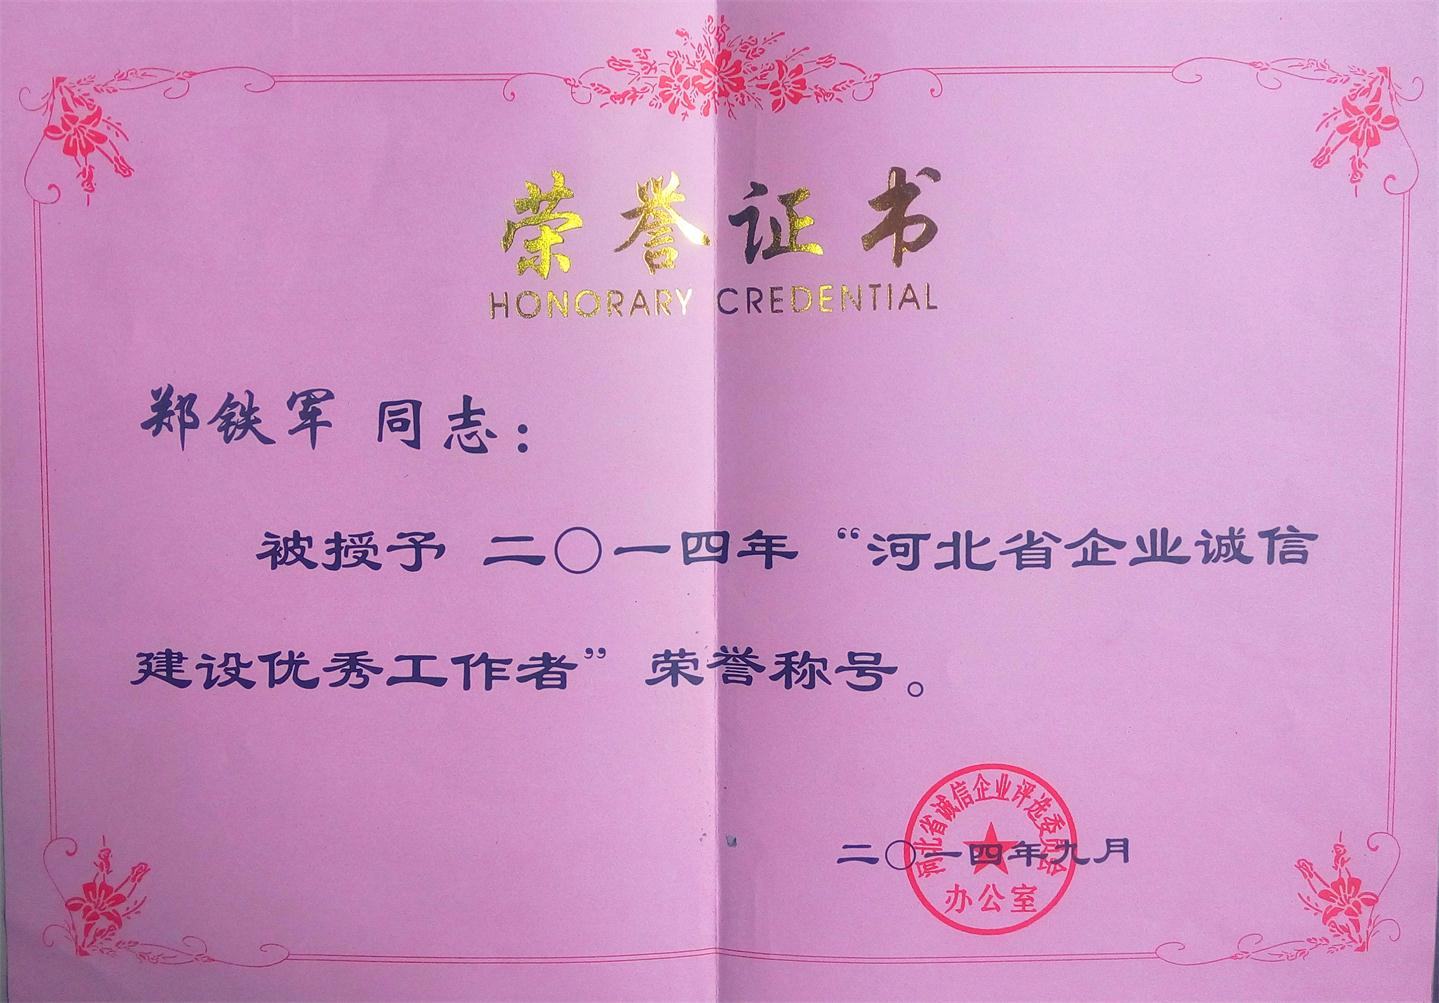 荣誉证书
HONORARY CREDENTIAL
郑铁军 同志：
被授予 二〇一四年 “河北省企业诚信
建设优秀工作者” 荣誉称号。
河北省诚信企业评选委员会
二〇一四年九月
办公室